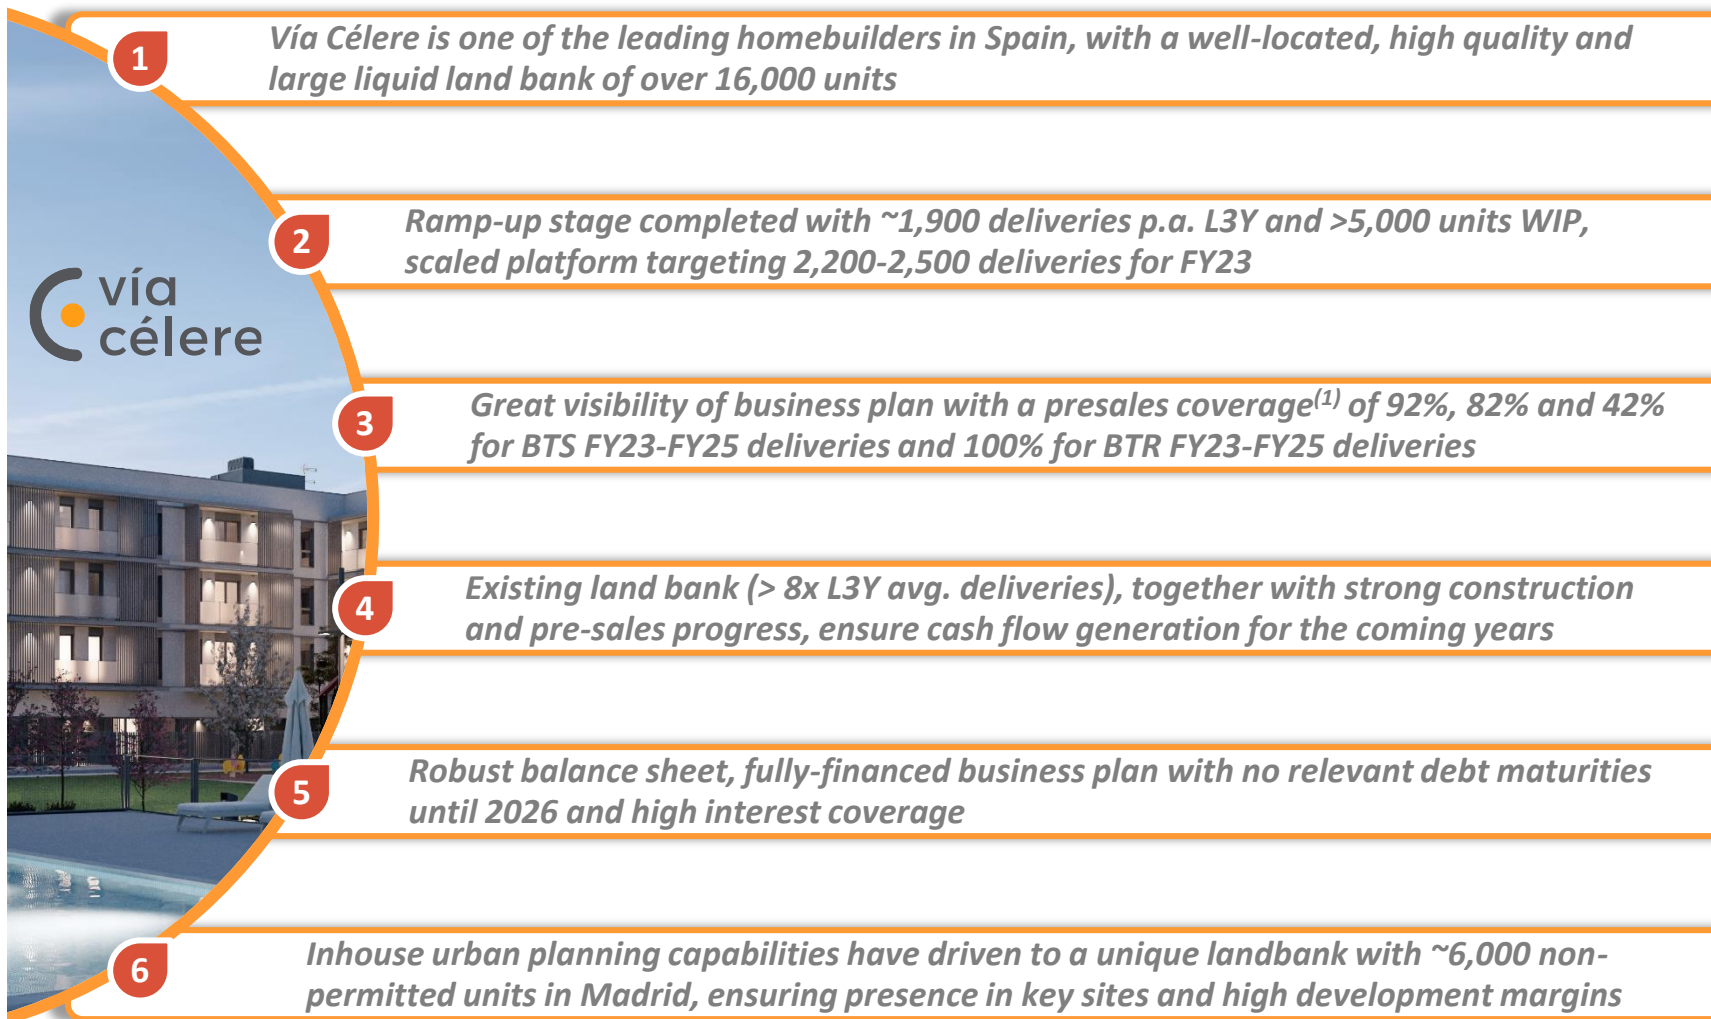 1
Vía Célere is one of the leading homebuilders in Spain, with a well-located, high quality and
large liquid land bank of over 16,000 units
2
Ramp-up stage completed with ~1,900 deliveries p.a. L3Y and >5,000 units WIP,
scaled platform targeting 2,200-2,500 deliveries for FY23
vía
célere
3
Great visibility of business plan with a presales coverage(1) of 92%, 82% and 42%
for BTS FY23-FY25 deliveries and 100% for BTR FY23-FY25 deliveries
4
Existing land bank (> 8x L3Y avg. deliveries), together with strong construction
and pre-sales progress, ensure cash flow generation for the coming years
5
Robust balance sheet, fully-financed business plan with no relevant debt maturities
until 2026 and high interest coverage
6
Inhouse urban planning capabilities have driven to a unique landbank with ~6,000 non-
permitted units in Madrid, ensuring presence in key sites and high development margins